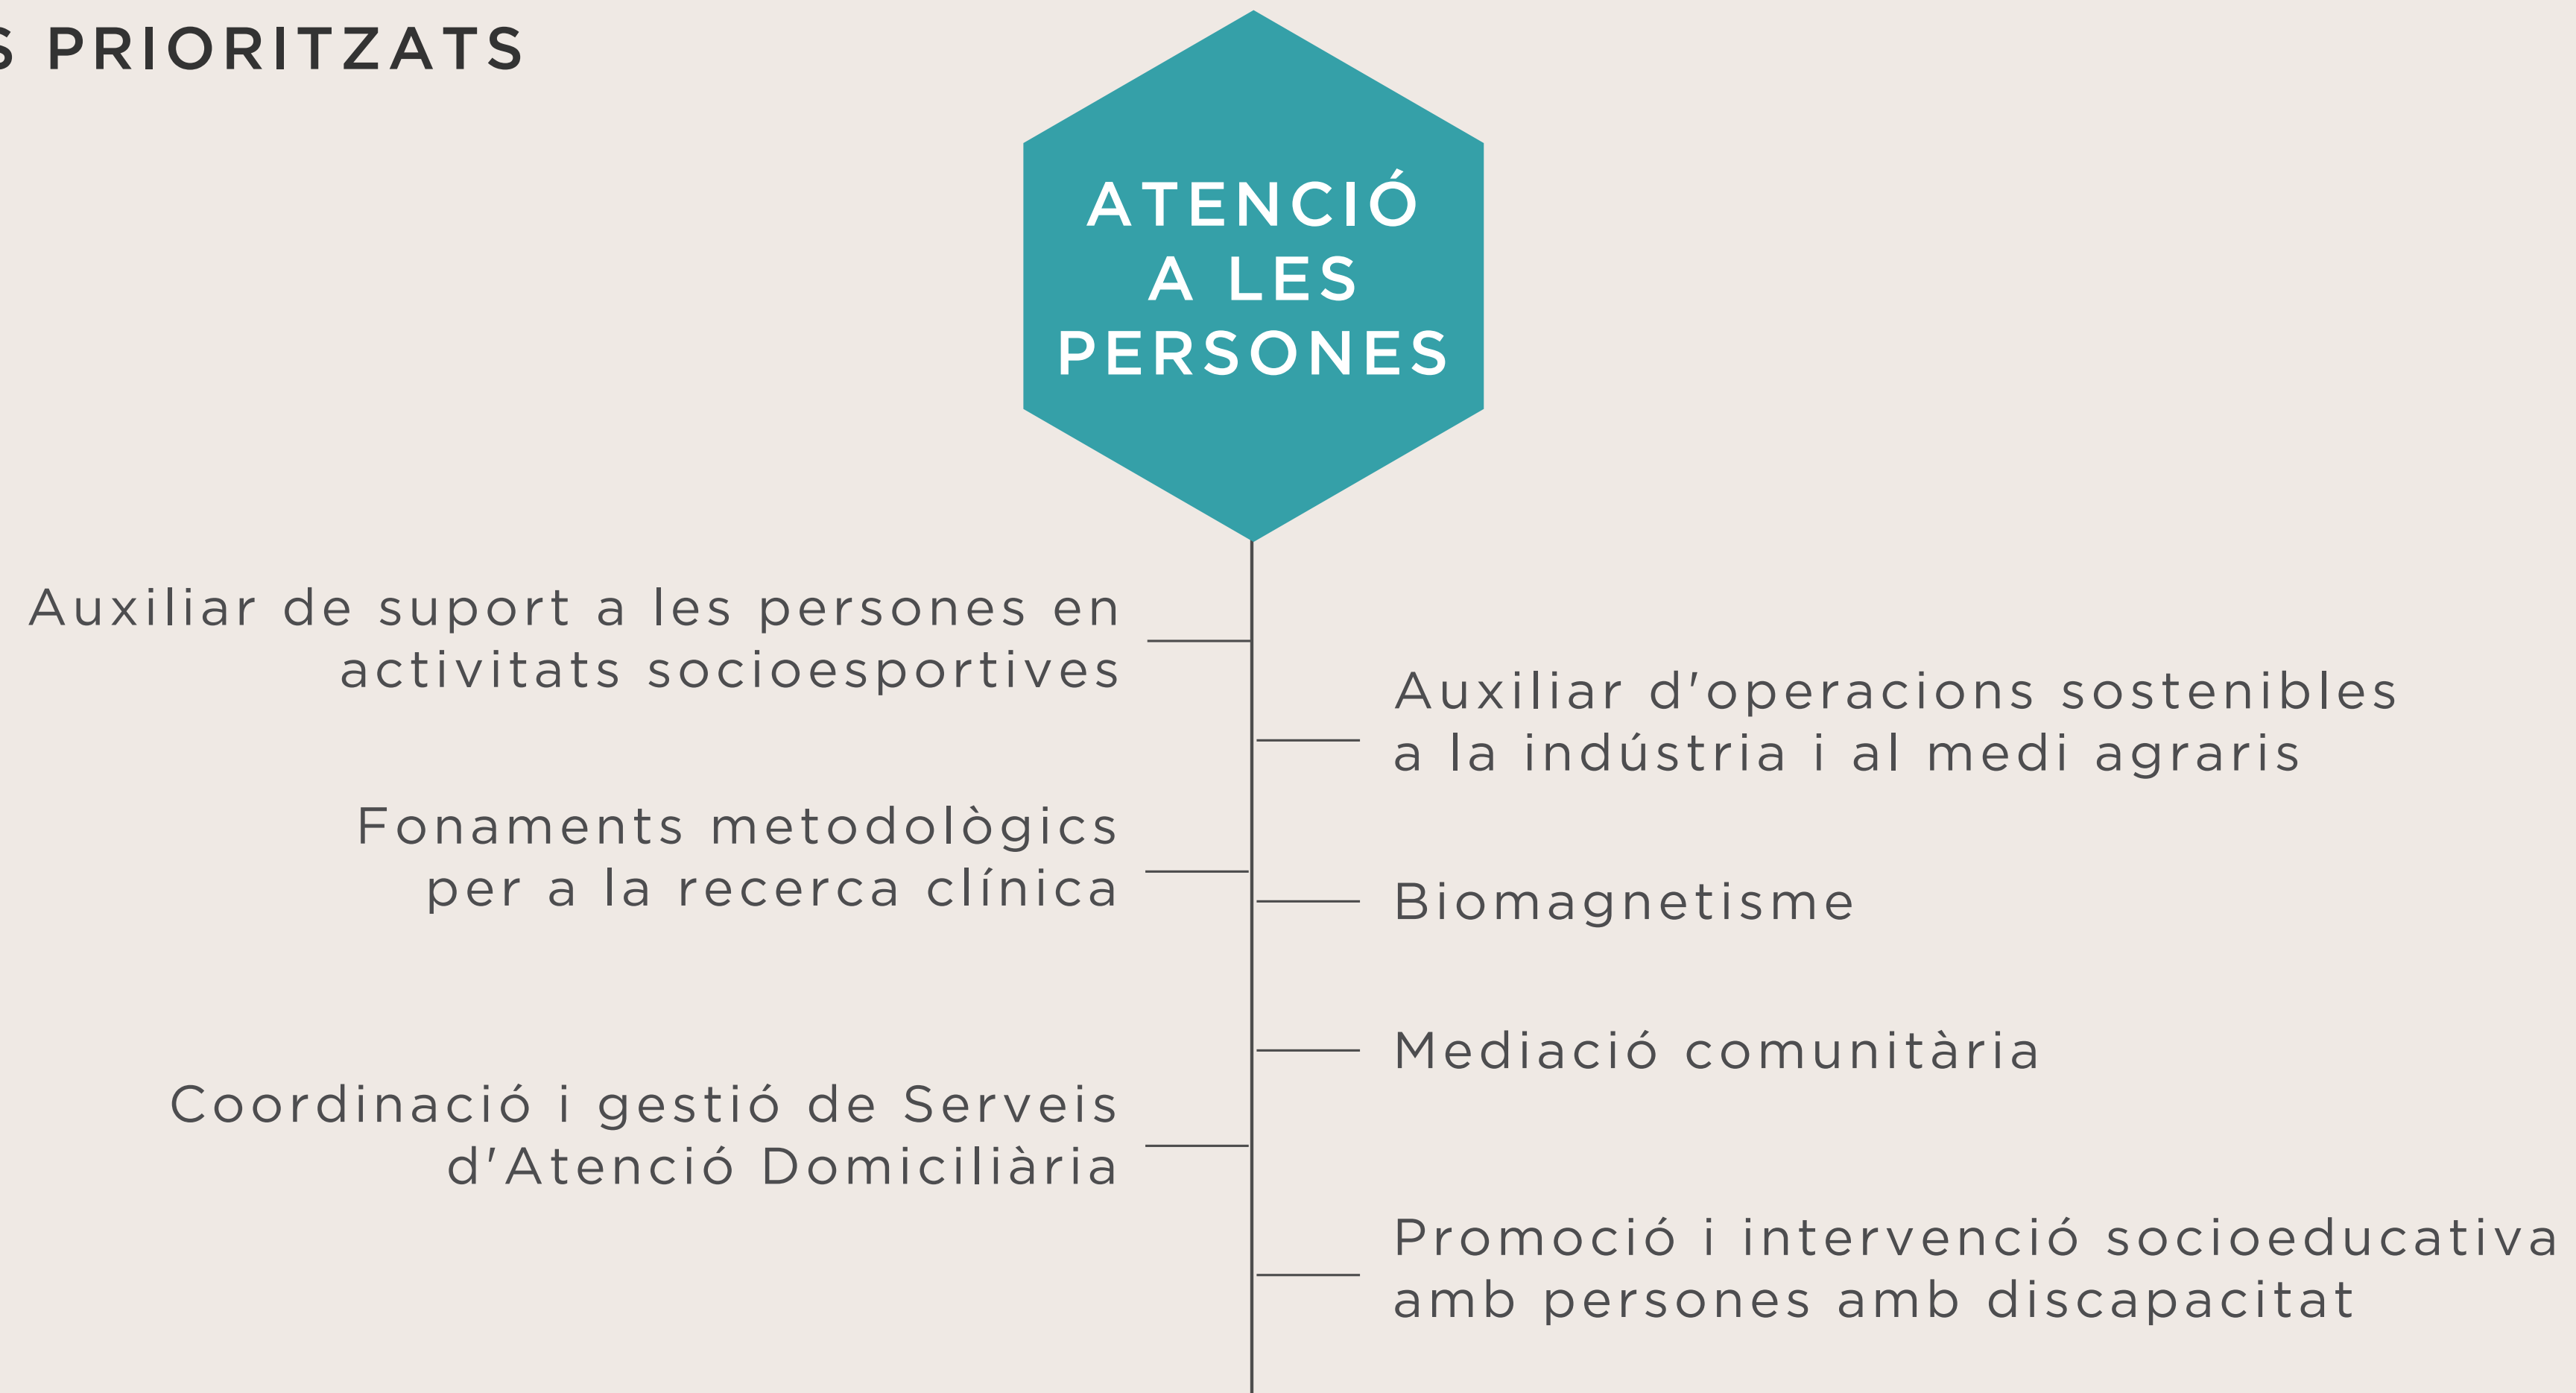 S PRIORITZATS
ATENCIÓ
A LES
PERSONES
Auxiliar de suport a les persones en
activitats socioesportives
Auxiliar d'operacions sostenibles
a la indústria i al medi agraris
Fonaments metodològics
per a la recerca clínica
Biomagnetisme
Mediació comunitària
Coordinació i gestió de Serveis
d'Atenció Domiciliària
Promoció i intervenció socioeducativa
amb persones amb discapacitat